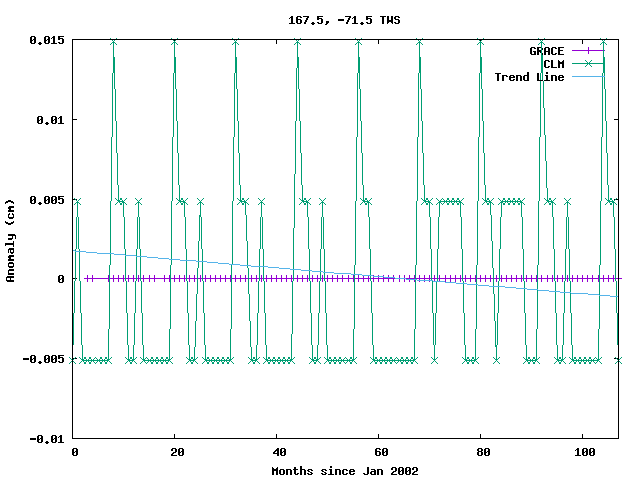 167.5, -71.5 TWS
0.015
0.01
0.005
0
-0.005
-0.01
Anomaly (cm)
GRACE
CLM
Trend Line
0 20 40 60 80 100
Months since Jan 2002